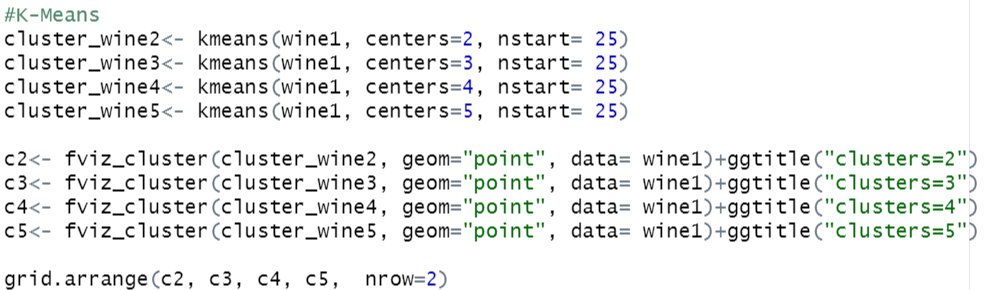 #K-Means
cluster_wine2<- kmeans(wine1, centers=2, nstart= 25)
cluster_wine3<- kmeans(wine1, centers=3, nstart= 25)
cluster_wine4<- kmeans(wine1, centers=4, nstart= 25)
cluster_wine5<- kmeans(wine1, centers=5, nstart= 25)
c2<- fviz_cluster(cluster_wine2, geom="point", data= wine1)+ggtitle("clusters=2")
c3<- fviz_cluster(cluster_wine3, geom="point", data= wine1)+ggtitle("clusters=3")
c4<- fviz_cluster(cluster_wine4, geom="point", data= wine1)+ggtitle("clusters=4")
c5<- fviz_cluster(cluster_wine5, geom="point", data= wine1)+ggtitle("clusters=5")
grid.arrange(c2, c3, c4, c5,  nrow=2)